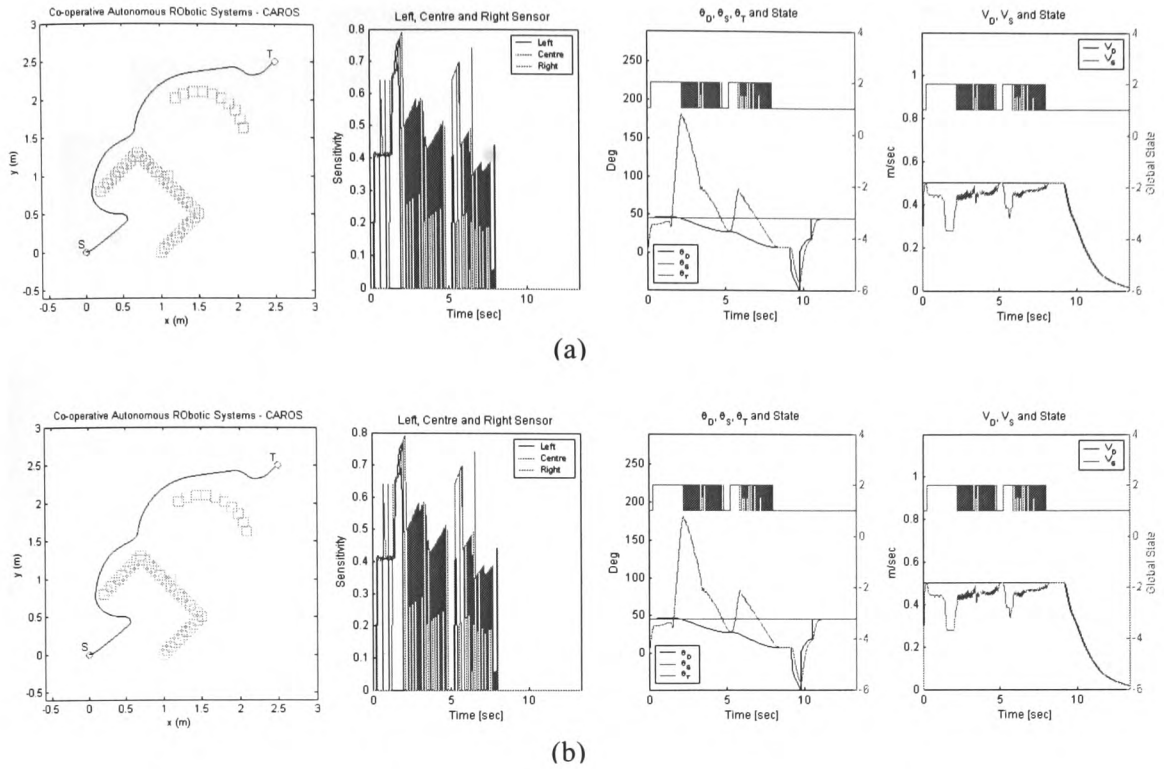 Co-operative Autonomous RObotic Systems - CAROS
3
2.5
2
1.5
1
0.5
0
-0.5
y (m)
T
S
-0.5 0 0.5 1 1.5 2 2.5 3
x (m)
Left, Centre and Right Sensor
0.8
0.7
0.6
0.5
0.4
0.3
0.2
0.1
0
Sensitivity
Left
Centre
Right
0 5 10
Time [sec]
θD, θS, θT and State
250
200
150
100
50
0
Deg
4
2
0
-2
-4
-6
θD
θS
θT
0 5 10
Time [sec]
VD, VS and State
1
0.8
0.6
0.4
0.2
0
m/sec
VD
VS
4
2
0
-2
-4
-6
Global State
0 5 10
Time [sec]
(a)
Co-operative Autonomous RObotic Systems - CAROS
3
2.5
2
1.5
1
0.5
0
-0.5
y (m)
T
S
-0.5 0 0.5 1 1.5 2 2.5 3
x (m)
Left, Centre and Right Sensor
0.8
0.7
0.6
0.5
0.4
0.3
0.2
0.1
0
Sensitivity
Left
Centre
Right
0 5 10
Time [sec]
θD, θS, θT and State
250
200
150
100
50
0
Deg
4
2
0
-2
-4
-6
θD
θS
θT
0 5 10
Time [sec]
VD, VS and State
1
0.8
0.6
0.4
0.2
0
m/sec
VD
VS
4
2
0
-2
-4
-6
Global State
0 5 10
Time [sec]
(b)